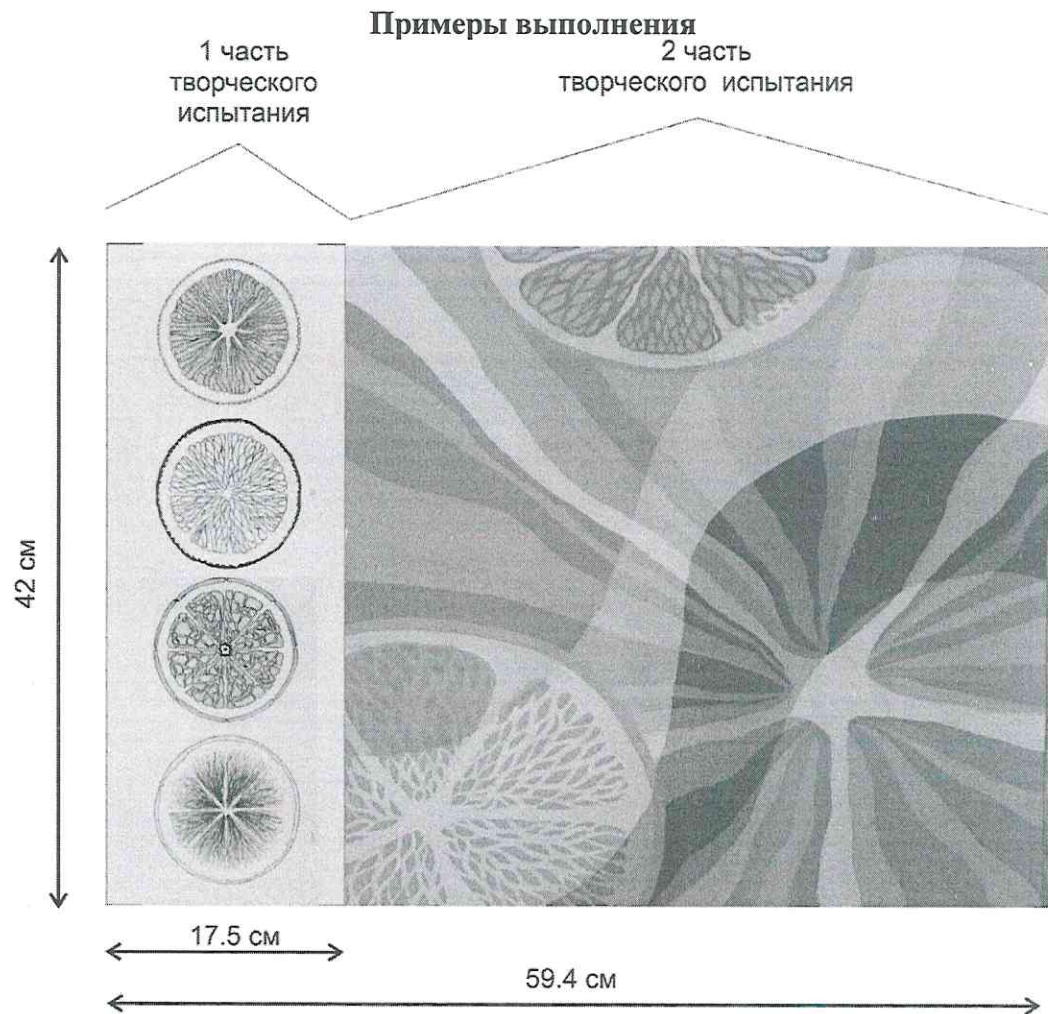 Примеры выполнения
1 часть
творческого
испытания
2 часть
творческого испытания
42 см
17.5 см
59.4 см